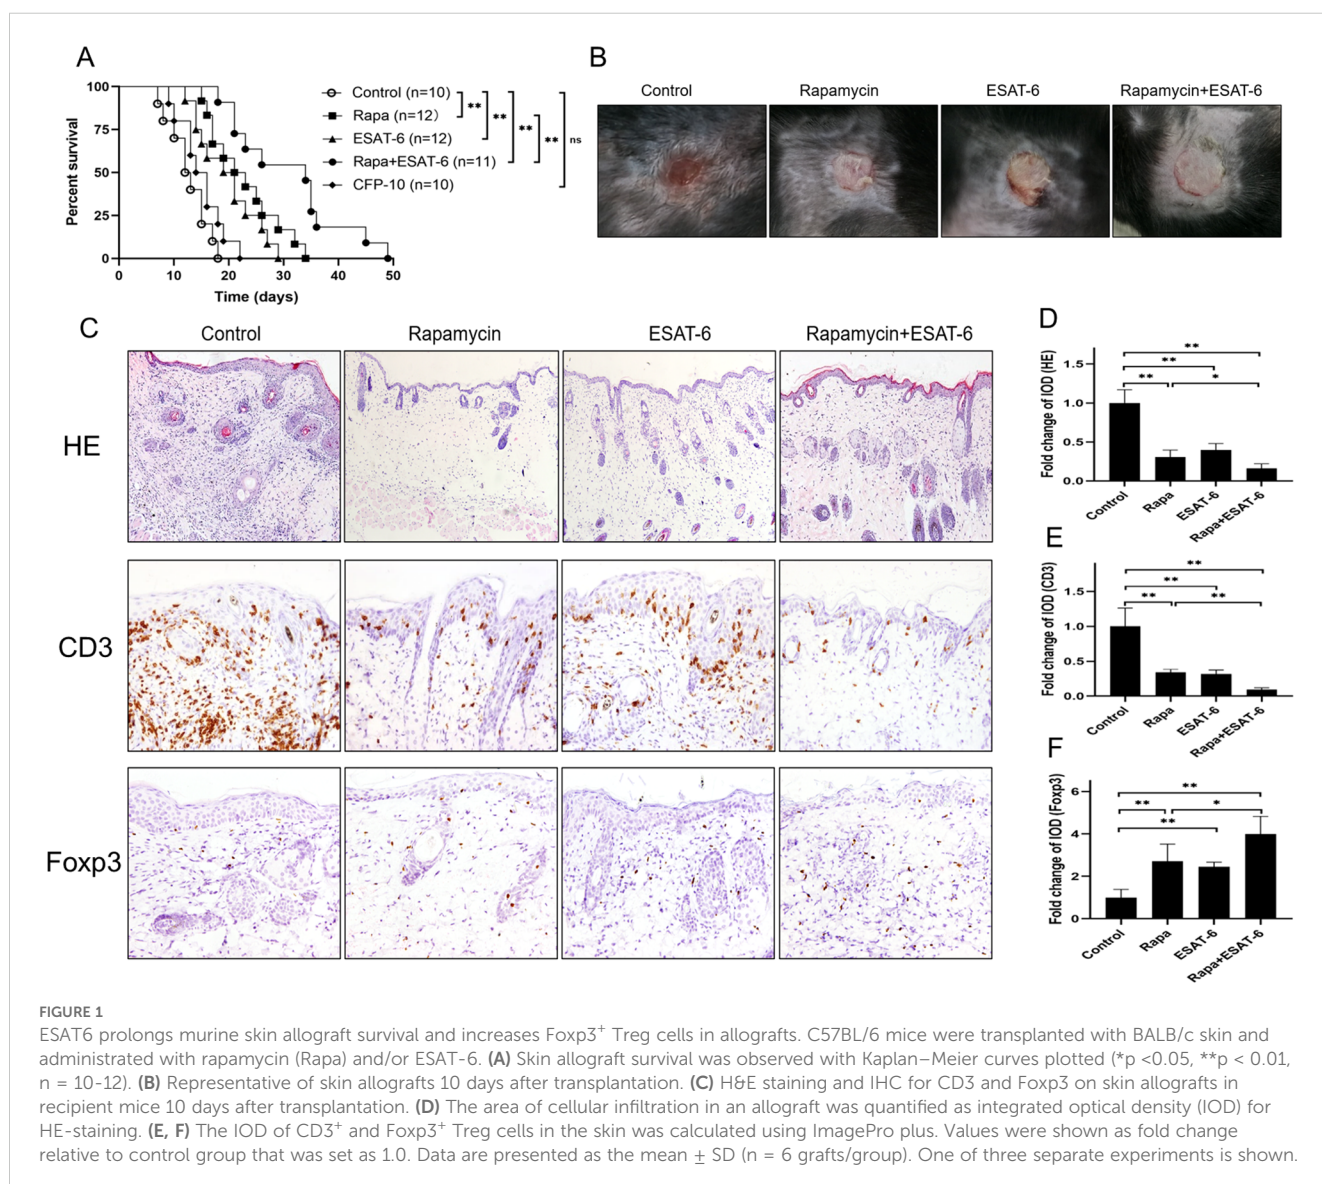 A
100
75
50
25
0
Percent survival
0 10 20 30 40 50
Time (days)
Control (n=10)
Rapa (n=12)
ESAT-6 (n=12)
Rapa+ESAT-6 (n=11)
CFP-10 (n=10)
** ** ** ** ns
B
Control Rapamycin ESAT-6 Rapamycin+ESAT-6
C
Control Rapamycin ESAT-6 Rapamycin+ESAT-6
HE
CD3
Foxp3
D
Fold change of IOD (HE)
1.5
1.0
0.5
0.0
**
**
** *
Control Rapa ESAT-6 Rapa+ESAT-6
E
Fold change of IOD (CD3)
1.5
1.0
0.5
0.0
**
**
** **
Control Rapa ESAT-6 Rapa+ESAT-6
F
Fold change of IOD (Foxp3)
6
4
2
0
**
** *
**
Control Rapa ESAT-6 Rapa+ESAT-6
FIGURE 1
ESAT6 prolongs murine skin allograft survival and increases Foxp3⁺ Treg cells in allografts. C57BL/6 mice were transplanted with BALB/c skin and
administrated with rapamycin (Rapa) and/or ESAT-6. (A) Skin allograft survival was observed with Kaplan–Meier curves plotted (*p <0.05, **p < 0.01,
n = 10-12). (B) Representative of skin allografts 10 days after transplantation. (C) H&E staining and IHC for CD3 and Foxp3 on skin allografts in
recipient mice 10 days after transplantation. (D) The area of cellular infiltration in an allograft was quantified as integrated optical density (IOD) for
HE-staining. (E, F) The IOD of CD3⁺ and Foxp3⁺ Treg cells in the skin was calculated using ImagePro plus. Values were shown as fold change
relative to control group that was set as 1.0. Data are presented as the mean ± SD (n = 6 grafts/group). One of three separate experiments is shown.